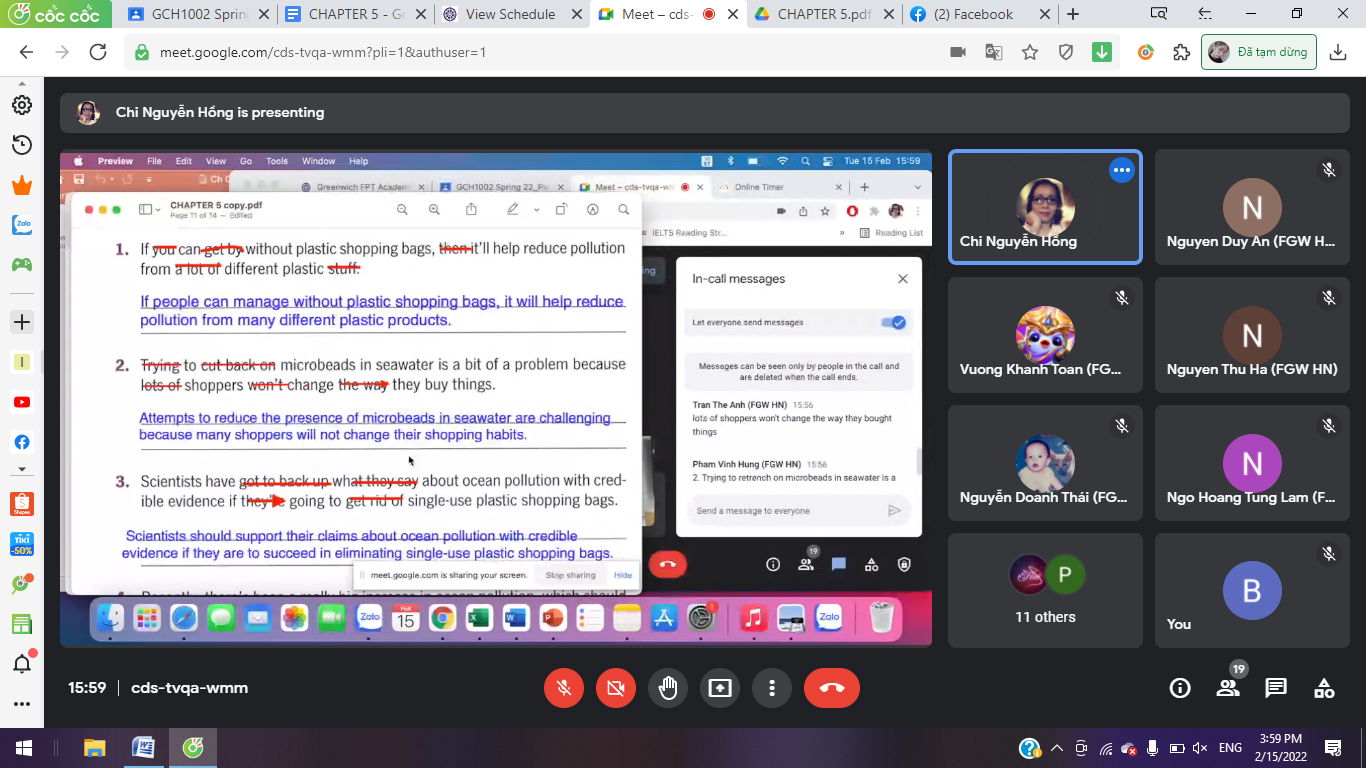 cốc cốc
GCH1002 Sprin
CHAPTER 5 - Go
View Schedule
Meet – cds-
CHAPTER 5.pdf
(2) Facebook
meet.google.com/cds-tvqa-wmm?pli=1&authuser=1
Đã tạm dừng
Chi Nguyễn Hồng is presenting
Preview File Edit View Go Tools Window Help
Tue 15 Feb 15:59
Greenwich FPT Academ
GCH1002 Spring 22_Pa
Meet – cds-tvqa-w
Online Timer
CHAPTER 5 copy.pdf
Page 11 of 14 — Edited
IELTS Reading Str...
Reading List
1. If you can get by without plastic shopping bags, then it'll help reduce pollution
from a lot of different plastic stuff.
If people can manage without plastic shopping bags, it will help reduce
pollution from many different plastic products.
2. Trying to cut back on microbeads in seawater is a bit of a problem because
lots of shoppers won't change the way they buy things.
Attempts to reduce the presence of microbeads in seawater are challenging
because many shoppers will not change their shopping habits.
3. Scientists have got to back up what they say about ocean pollution with cred-
ible evidence if they're going to get rid of single-use plastic shopping bags.
Scientists should support their claims about ocean pollution with credible
evidence if they are to succeed in eliminating single-use plastic shopping bags.
meet.google.com is sharing your screen.
Stop sharing
Hide
In-call messages
Let everyone send messages
Messages can be seen only by people in the call and
are deleted when the call ends.
Tran The Anh (FGW HN) 15:56
lots of shoppers won't change the way they bought
things
Pham Vinh Hung (FGW HN) 15:56
2. Trying to retrench on microbeads in seawater is a
Send a message to everyone
19
Zalo
15
Zalo
Chi Nguyễn Hồng
N
Nguyen Duy An (FGW H...
Vuong Khanh Toan (FG...
N
Nguyen Thu Ha (FGW HN)
Nguyễn Doanh Thái (FG...
N
Ngo Hoang Tung Lam (F...
P
11 others
B
You
15:59 | cds-tvqa-wmm
19
Zalo
I
Shopee
TIKI
-50%
ENG
3:59 PM
2/15/2022